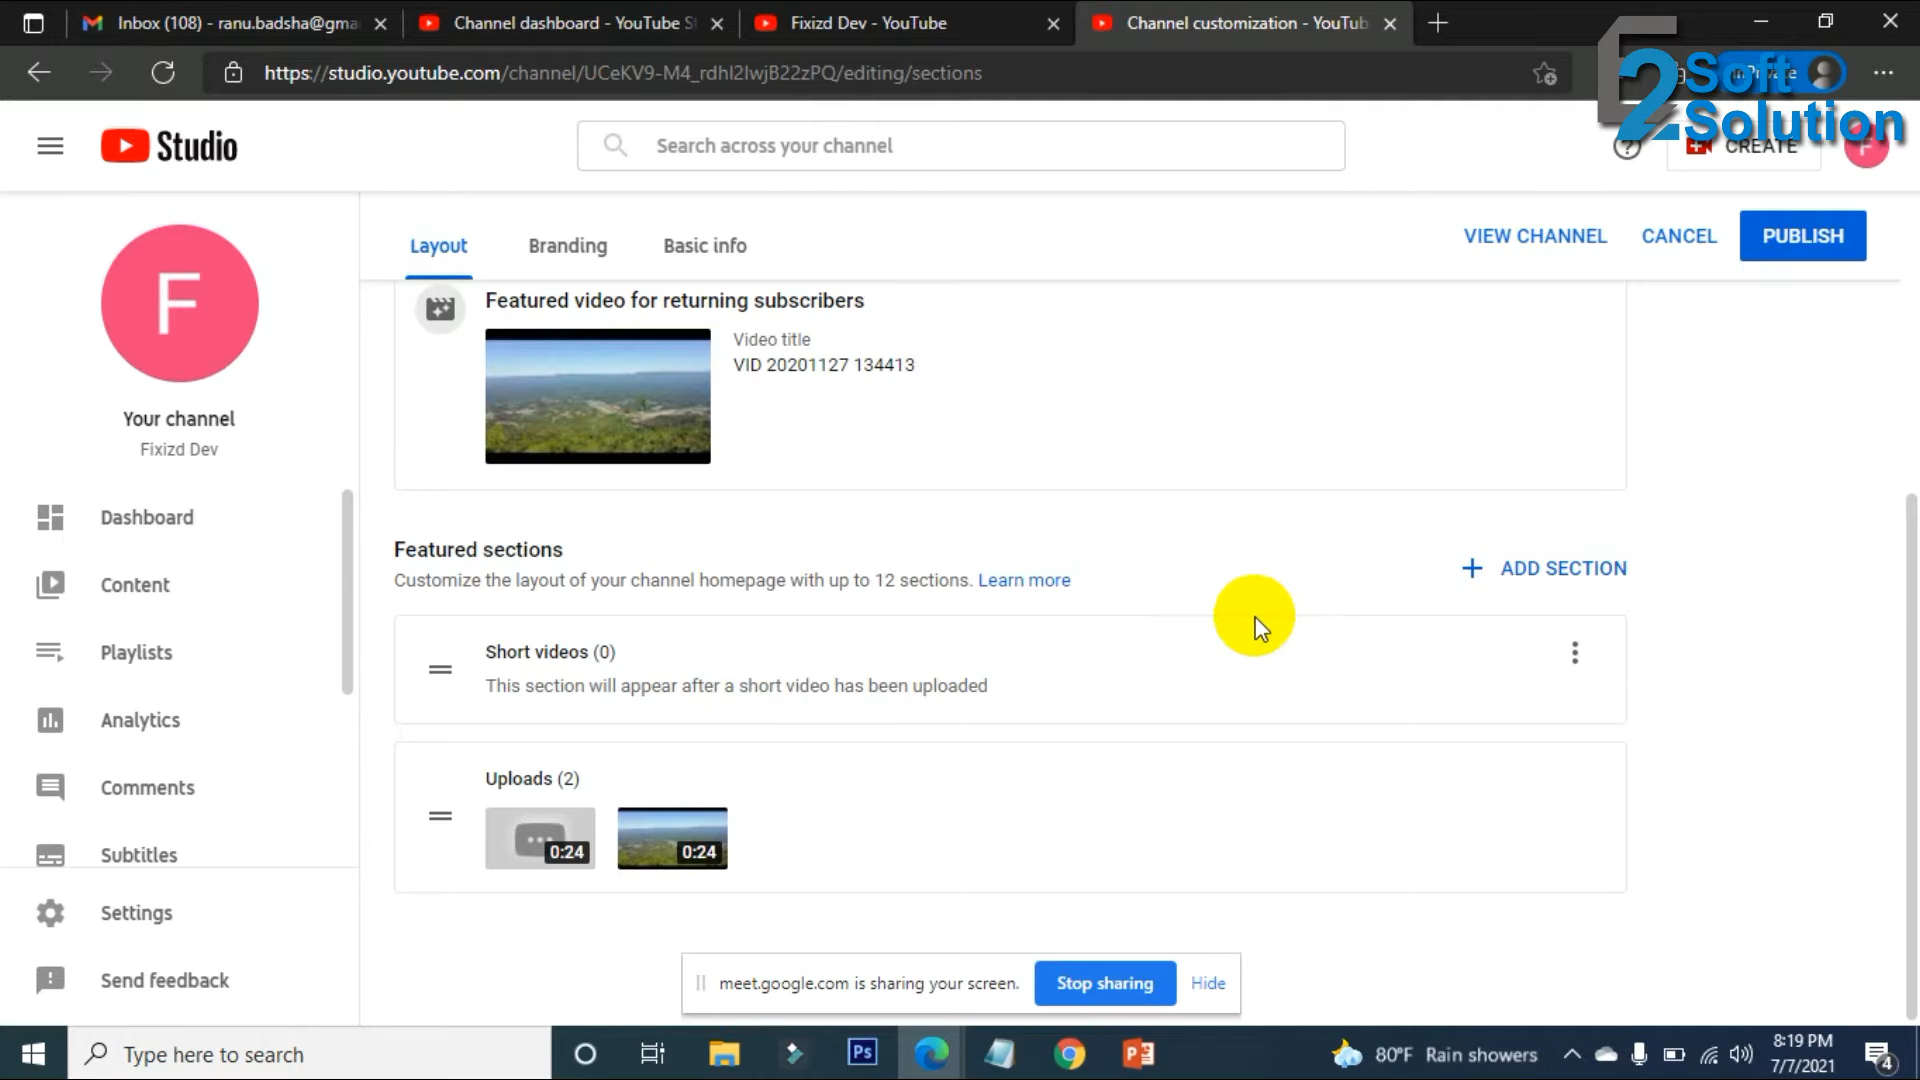 Inbox (108) - ranu.badsha@gma
Channel dashboard - YouTube S
Fixizd Dev - YouTube
Channel customization - YouTub
https://studio.youtube.com/channel/UCeKV9-M4_rdhI2IwjB22zPQ/editing/sections
InPrivate
2Soft Solution
Studio
Search across your channel
CREATE
F
F
Your channel
Fixizd Dev
Dashboard
Content
Playlists
Analytics
Comments
Subtitles
Settings
Send feedback
Layout
Branding
Basic info
VIEW CHANNEL
CANCEL
PUBLISH
Featured video for returning subscribers
Video title
VID 20201127 134413
Featured sections
Customize the layout of your channel homepage with up to 12 sections. Learn more
ADD SECTION
Short videos (0)
This section will appear after a short video has been uploaded
Uploads (2)
0:24
0:24
meet.google.com is sharing your screen.
Stop sharing
Hide
Type here to search
Ps
80°F Rain showers
8:19 PM
7/7/2021
4